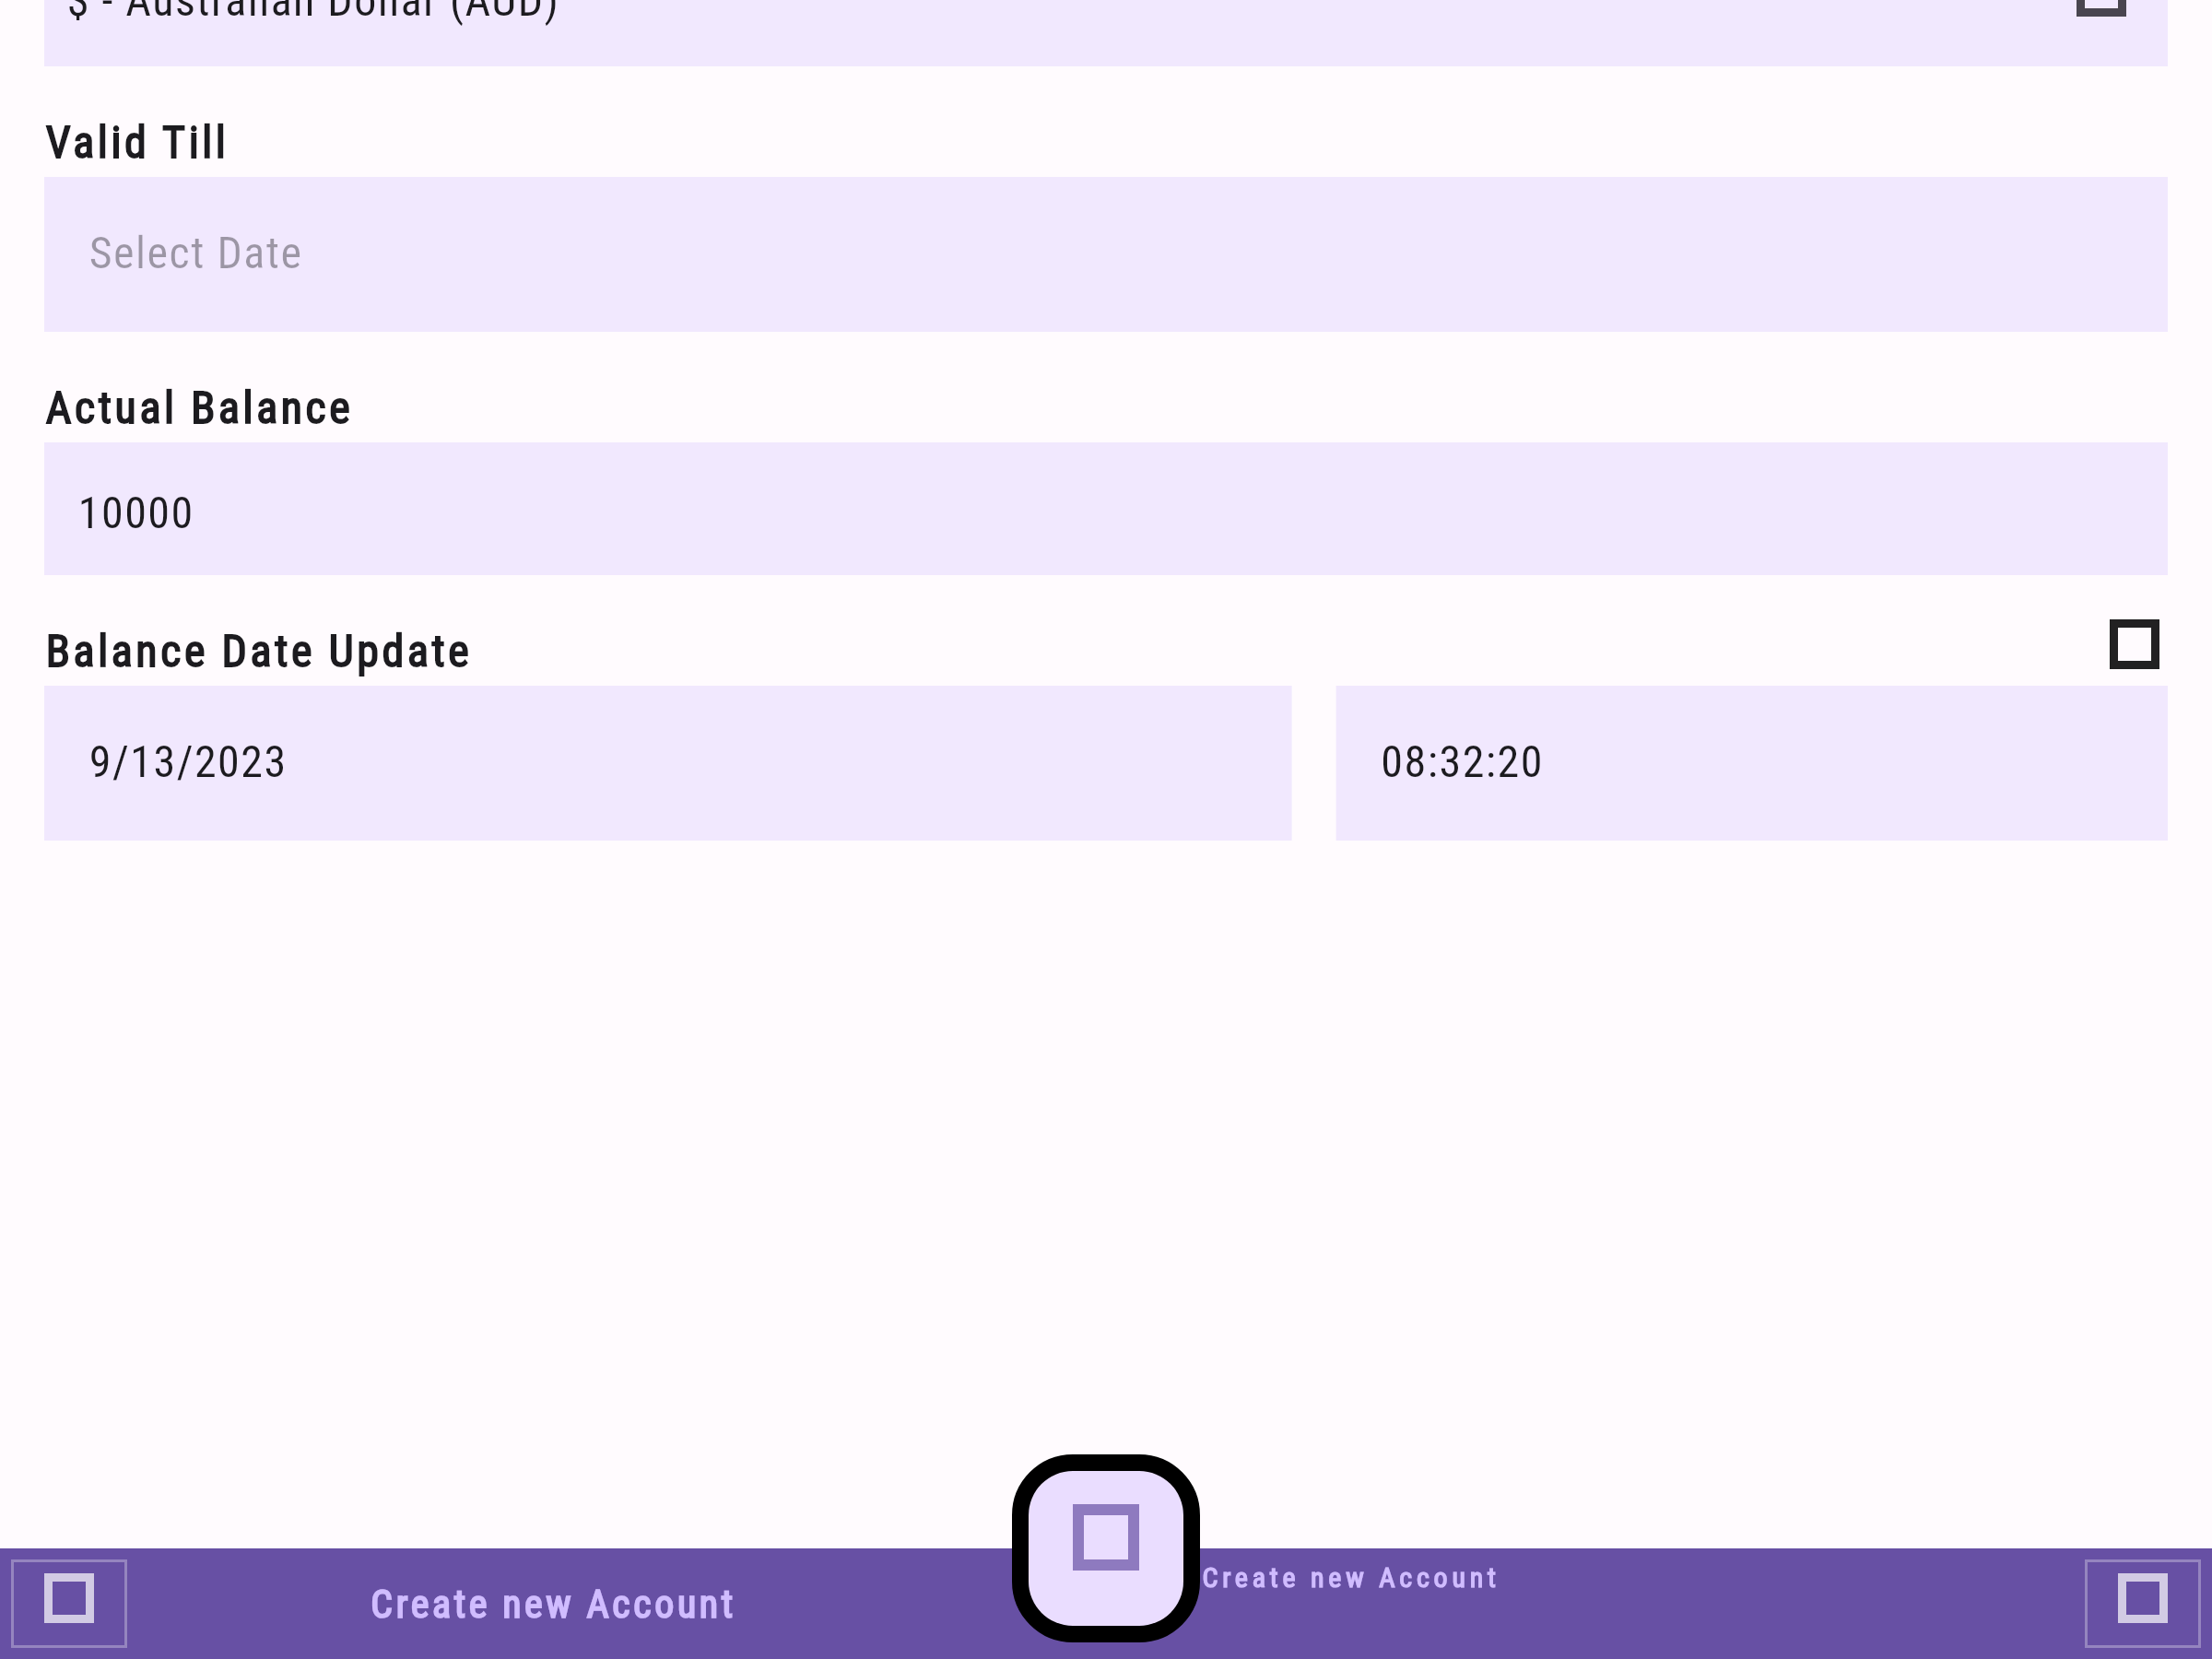 $ - Australian Dollar (AUD)
Valid Till
Select Date
Actual Balance
10000
Balance Date Update
9/13/2023
08:32:20
Create new Account
Create new Account